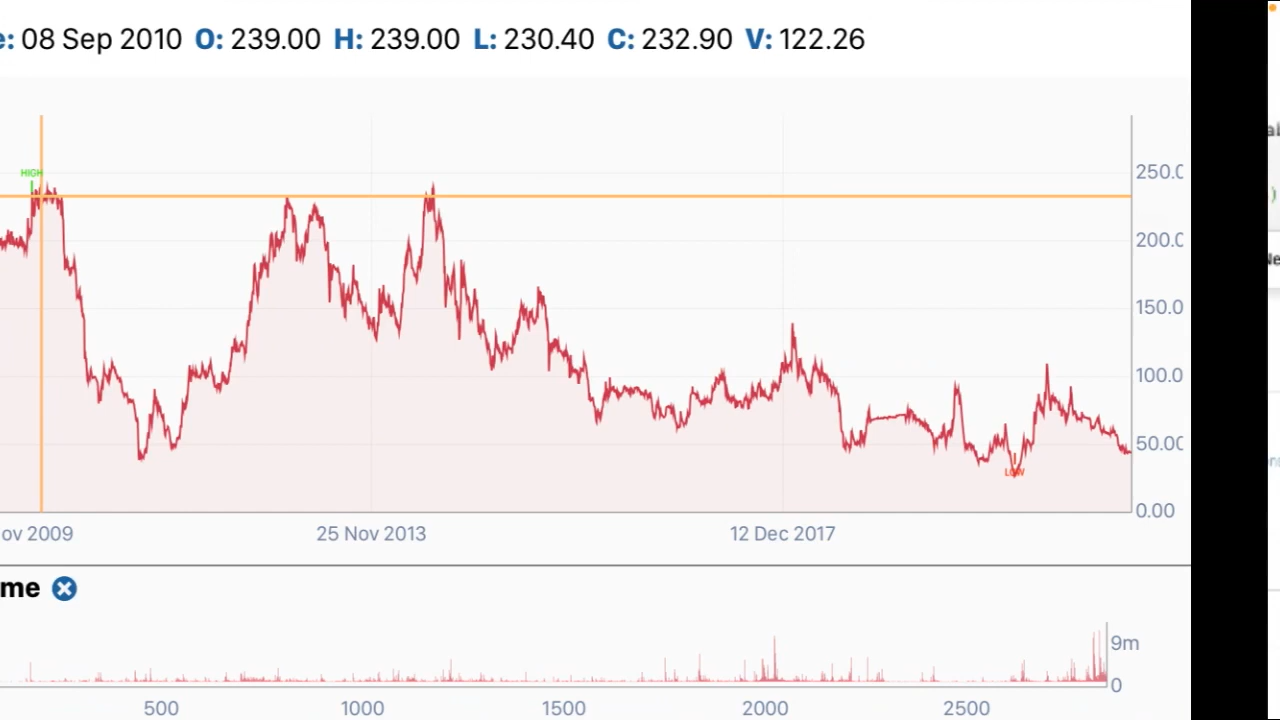 e: 08 Sep 2010 O: 239.00 H: 239.00 L: 230.40 C: 232.90 V: 122.26
HIGH
250.0
200.0
150.0
100.0
50.00
LOW
0.00
ov 2009 25 Nov 2013 12 Dec 2017
me
9m
0
500 1000 1500 2000 2500